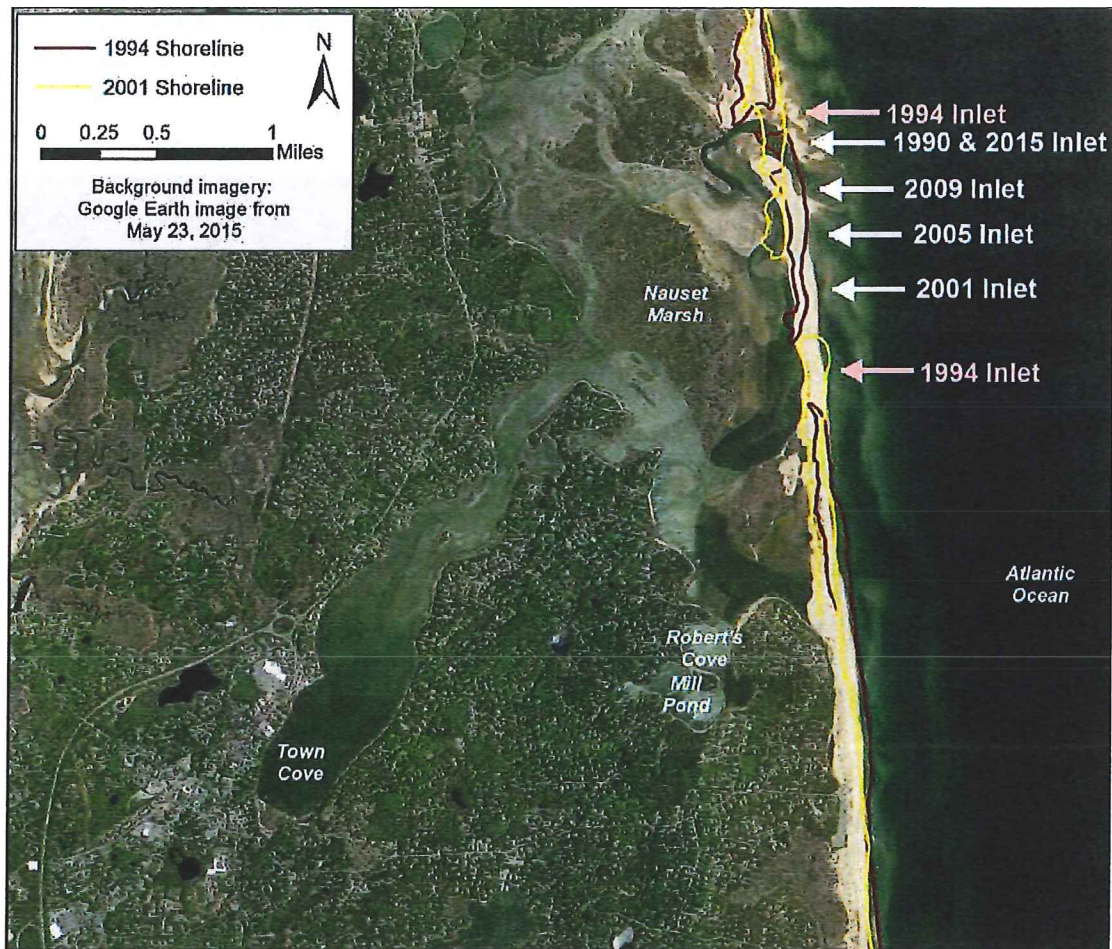 1994 Shoreline
2001 Shoreline
N
0 0.25 0.5 1
Miles
Background imagery:
Google Earth image from
May 23, 2015
1994 Inlet
1990 & 2015 Inlet
2009 Inlet
2005 Inlet
2001 Inlet
1994 Inlet
Nauset
Marsh
Atlantic
Ocean
Robert's
Cove
Mill
Pond
Town
Cove